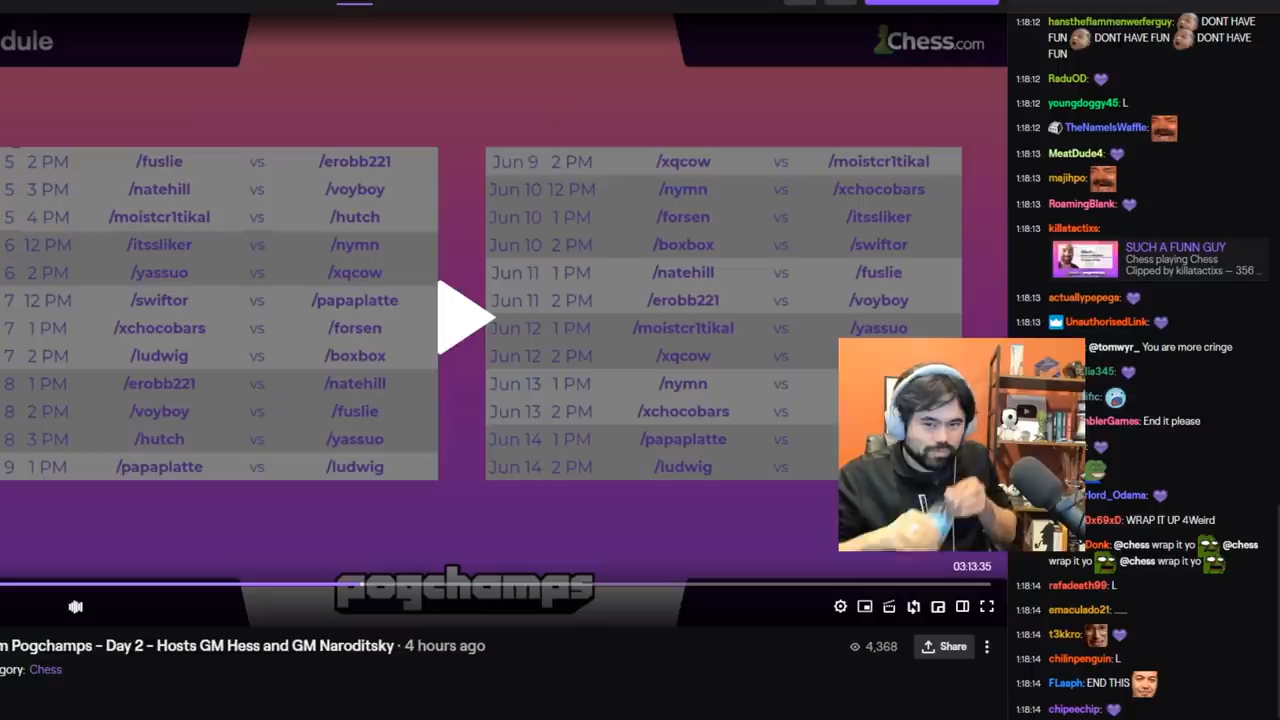 dule
Chess.com
5 2 PM /fuslie vs /erobb221
5 3 PM /natehill vs /voyboy
5 4 PM /moistcr1tikal vs /hutch
6 12 PM /itssliker vs /nymn
6 2 PM /yassuo vs /xqcow
7 12 PM /swiftor vs /papaplatte
7 1 PM /xchocobars vs /forsen
7 2 PM /ludwig vs /boxbox
8 1 PM /erobb221 vs /natehill
8 2 PM /voyboy vs /fuslie
8 3 PM /hutch vs /yassuo
9 1 PM /papaplatte vs /ludwig
Jun 9 2 PM /xqcow vs /moistcr1tikal
Jun 10 12 PM /nymn vs /xchocobars
Jun 10 1 PM /forsen vs /itssliker
Jun 10 2 PM /boxbox vs /swiftor
Jun 11 1 PM /natehill vs /fuslie
Jun 11 2 PM /erobb221 vs /voyboy
Jun 12 1 PM /moistcr1tikal vs /yassuo
Jun 12 2 PM /xqcow vs
Jun 13 1 PM /nymn vs
Jun 13 2 PM /xchocobars vs
Jun 14 1 PM /papaplatte vs
Jun 14 2 PM /ludwig vs
03:13:35
pogchamps
m Pogchamps - Day 2 - Hosts GM Hess and GM Naroditsky · 4 hours ago
4,368
Share
gory: Chess
1:18:12 hanstheflammenwerferguy: DONT HAVE
FUN DONT HAVE FUN DONT HAVE
FUN
1:18:12 RaduOD:
1:18:12 youngdoggy45: L
1:18:12 TheNameIsWaffle:
1:18:13 MeatDude4:
1:18:13 majihpo:
1:18:13 RoamingBlank:
1:18:13 killatactixs:
SUCH A FUNN GUY
Chess playing Chess
Clipped by killatactixs — 356 ...
1:18:13 actuallypepega:
1:18:13 UnauthorisedLink:
@tomwyr_ You are more cringe
lia345:
ific:
blerGames: End it please
rlord_Odama:
0x69xD: WRAP IT UP 4Weird
Donk: @chess wrap it yo @chess
wrap it yo @chess wrap it yo
1:18:14 rafadeath99: L
1:18:14 emaculado21: ......
1:18:14 t3kkro:
1:18:14 chilinpenguin: L
1:18:14 FLaaph: END THIS
1:18:14 chipeechip: